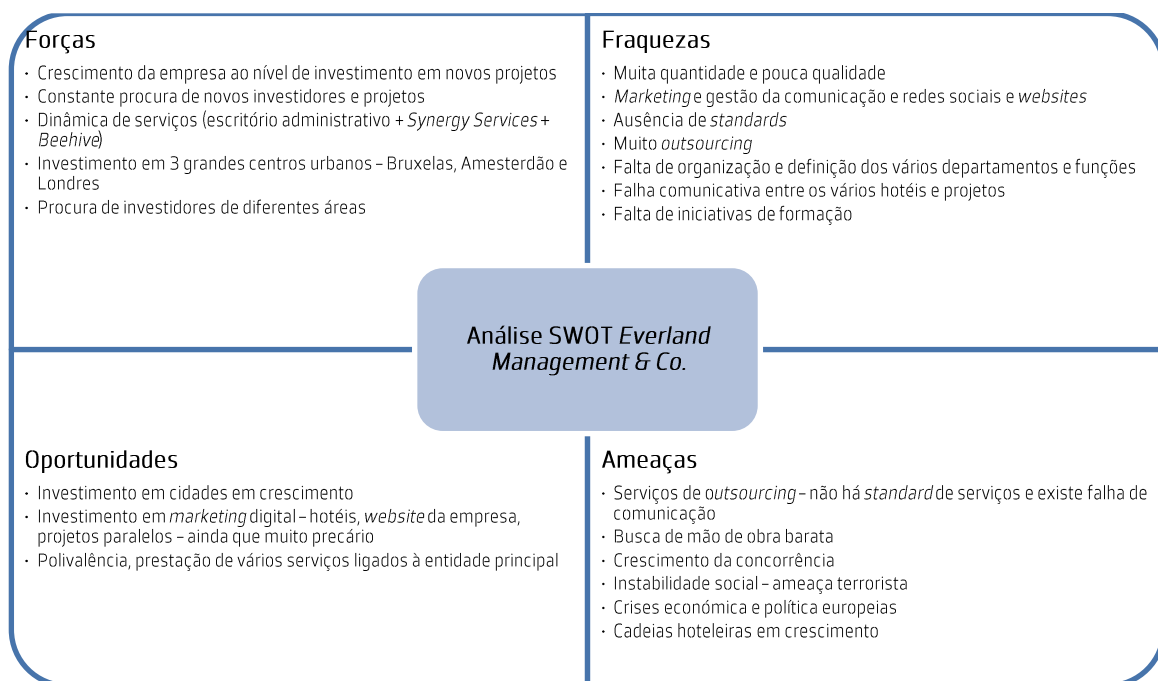 Forças
• Crescimento da empresa ao nível de investimento em novos projetos
• Constante procura de novos investidores e projetos
• Dinâmica de serviços (escritório administrativo + Synergy Services +
Beehive)
• Investimento em 3 grandes centros urbanos – Bruxelas, Amesterdão e
Londres
• Procura de investidores de diferentes áreas
Fraquezas
• Muita quantidade e pouca qualidade
• Marketing e gestão da comunicação e redes sociais e websites
• Ausência de standards
• Muito outsourcing
• Falta de organização e definição dos vários departamentos e funções
• Falha comunicativa entre os vários hotéis e projetos
• Falta de iniciativas de formação
Análise SWOT Everland
Management & Co.
Oportunidades
• Investimento em cidades em crescimento
• Investimento em marketing digital – hotéis, website da empresa,
projetos paralelos – ainda que muito precário
• Polivalência, prestação de vários serviços ligados à entidade principal
Ameaças
• Serviços de outsourcing – não há standard de serviços e existe falha de
comunicação
• Busca de mão de obra barata
• Crescimento da concorrência
• Instabilidade social – ameaça terrorista
• Crises económica e política europeias
• Cadeias hoteleiras em crescimento